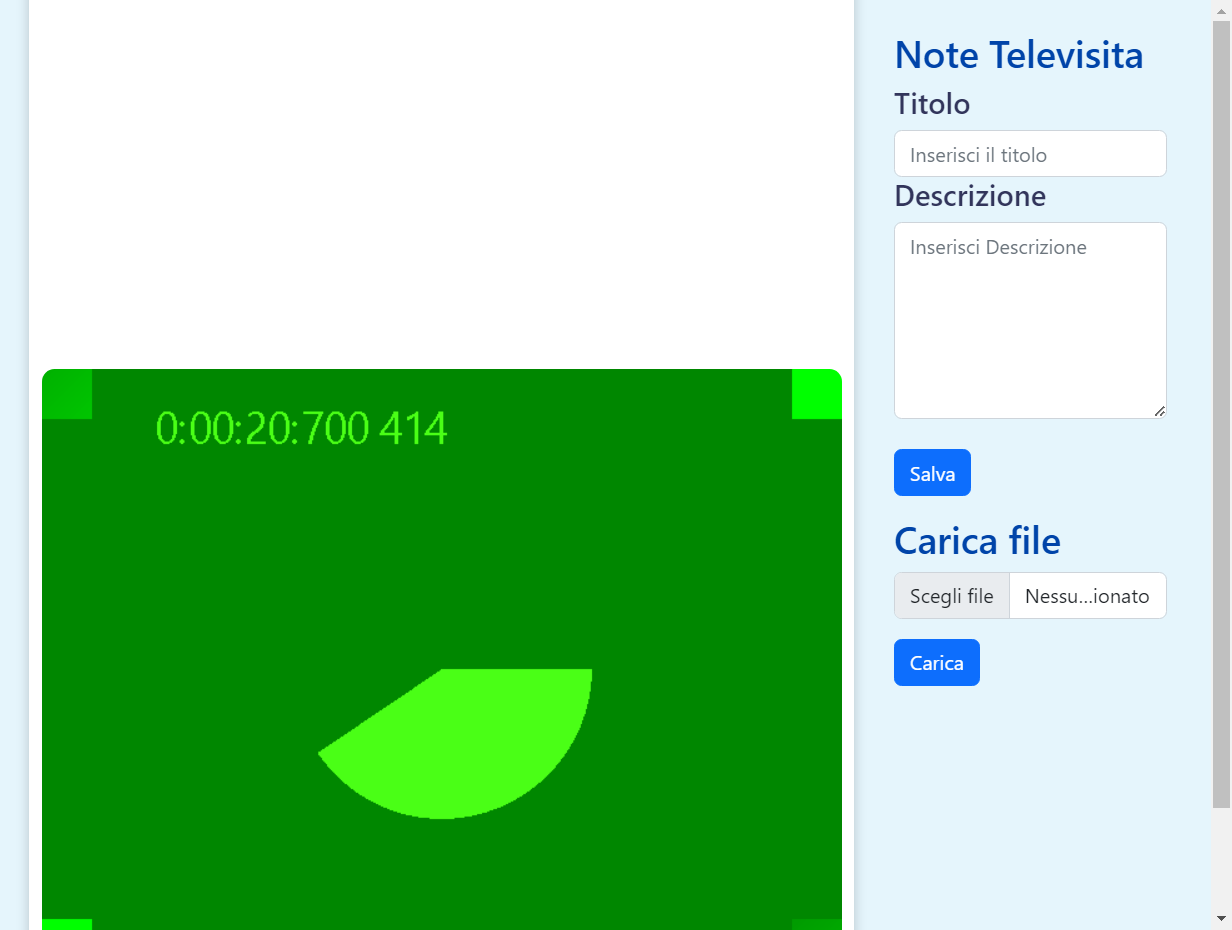 0:00:20:700 414
Note Televisita
Titolo
Inserisci il titolo
Descrizione
Inserisci Descrizione
Salva
Carica file
Scegli file Nessu...ionato
Carica